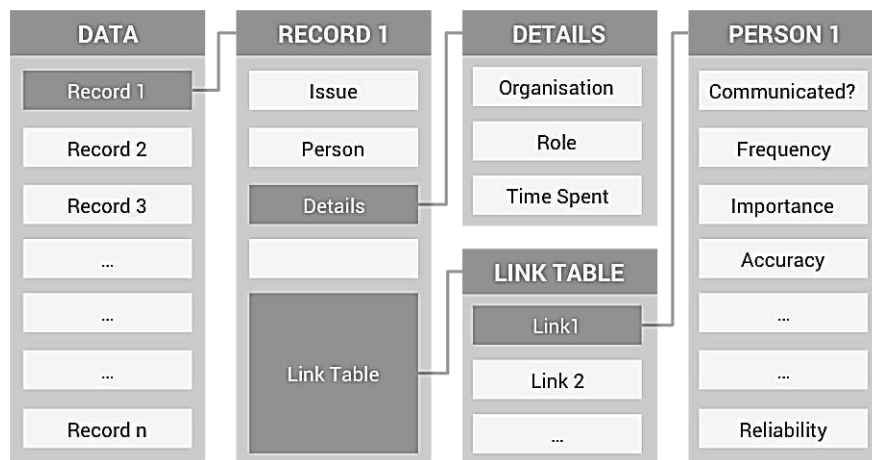 DATA
Record 1
Record 2
Record 3
...
...
...
Record n
RECORD 1
Issue
Person
Details
Link Table
DETAILS
Organisation
Role
Time Spent
LINK TABLE
Link1
Link 2
...
PERSON 1
Communicated?
Frequency
Importance
Accuracy
...
...
Reliability